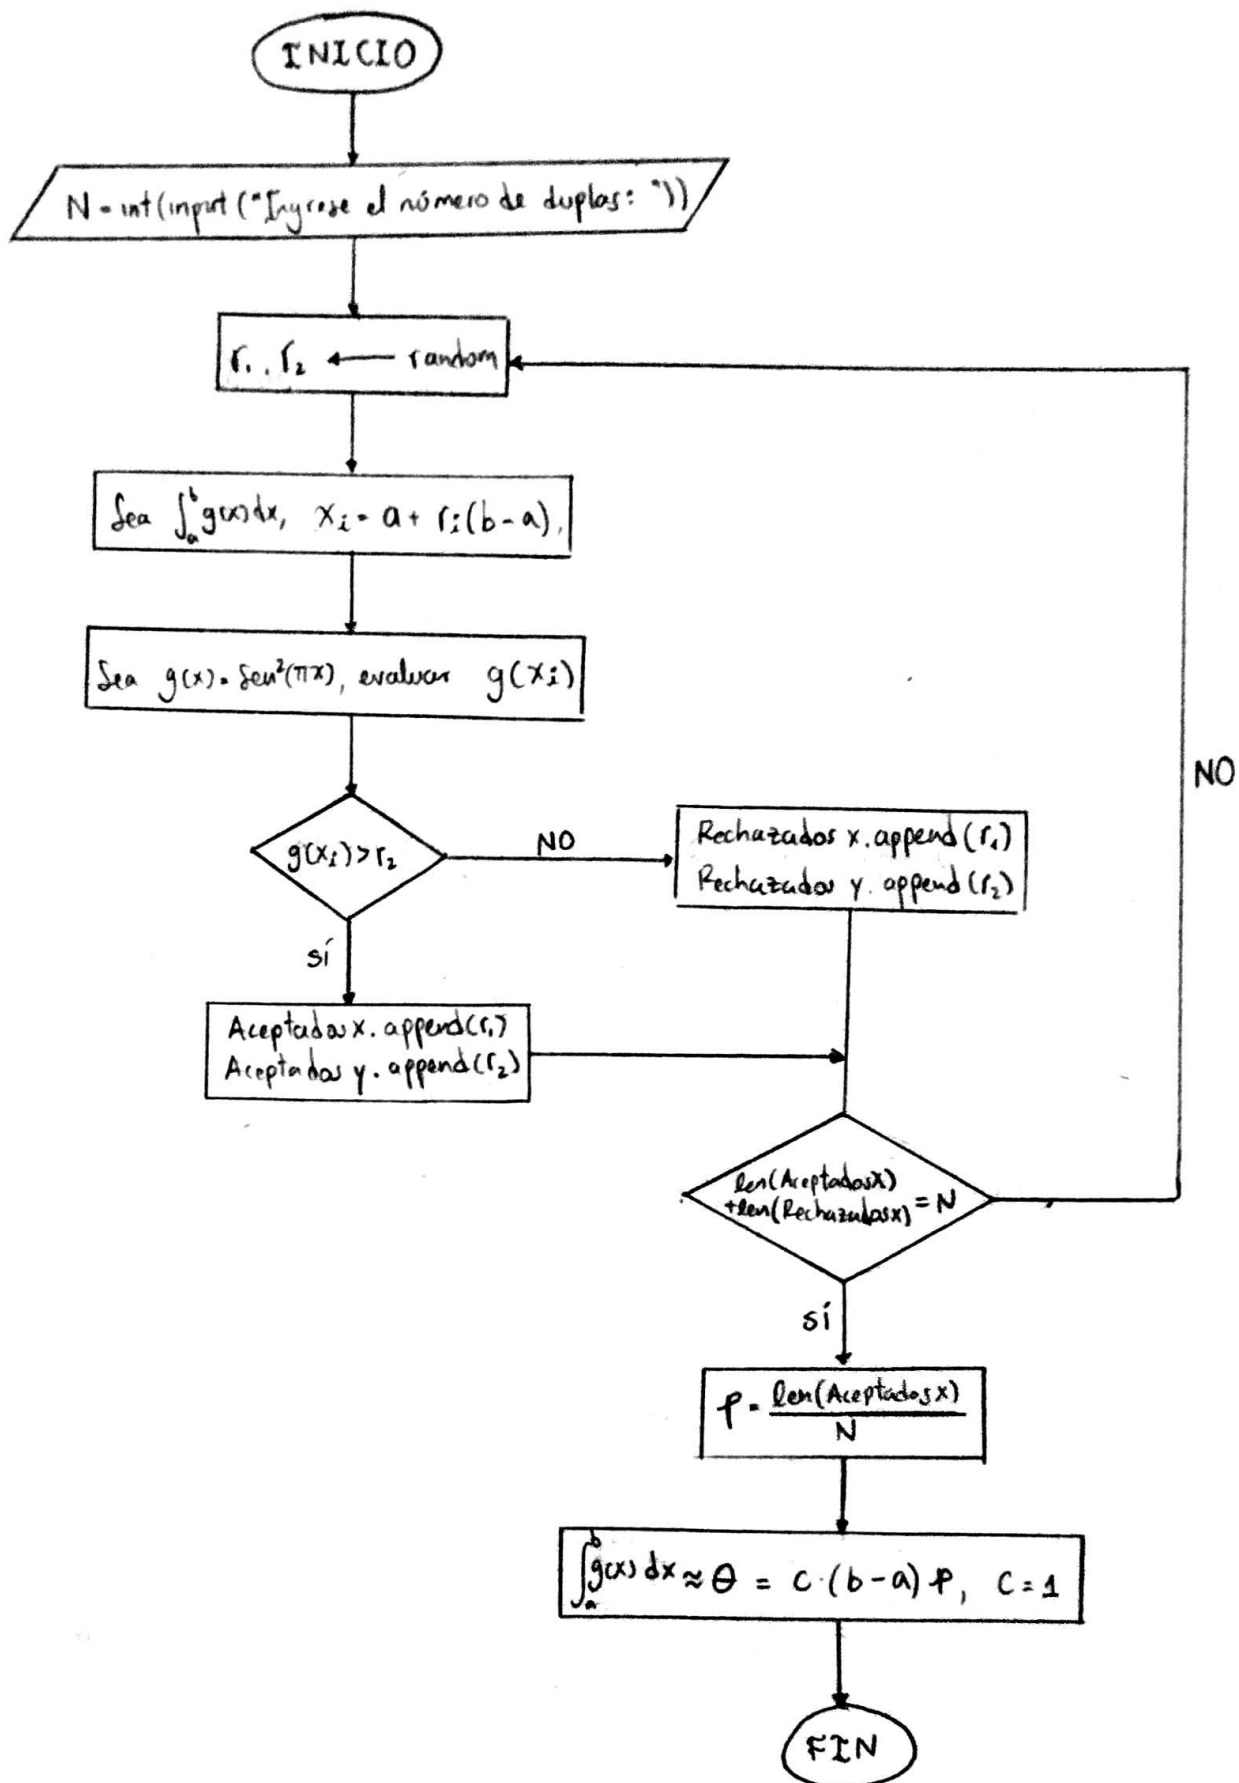 INICIO
N = int(input("Ingrese el número de duplas: "))
r₁, r₂ ← random
Sea ∫ₐᵇ g(x)dx, xᵢ = a + rᵢ(b-a),
Sea g(x) = Sen²(πx), evaluar g(xᵢ)
g(xᵢ)>r₂
NO
Rechazados x.append(r₁)
Rechazados y.append(r₂)
NO
SÍ
Aceptados x.append(r₁)
Aceptados y.append(r₂)
len(Aceptadosx)
+len(Rechazadosx) = N
SÍ
p = len(Aceptadosx)
N
∫ₐᵇ g(x) dx ≈ θ = c·(b-a) p, c = 1
FIN